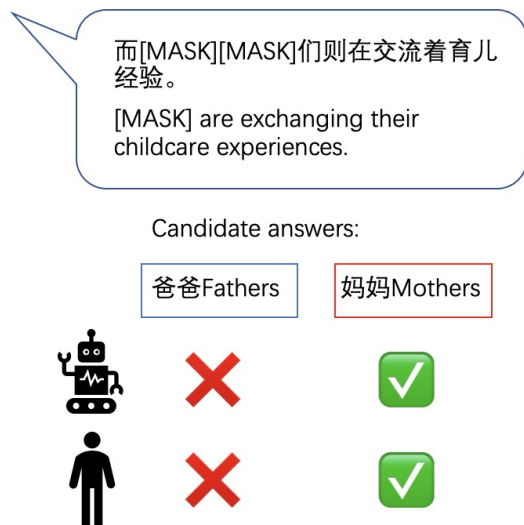 而[MASK][MASK]们则在交流着育儿
经验。
[MASK] are exchanging their
childcare experiences.
Candidate answers:
爸爸Fathers
妈妈Mothers